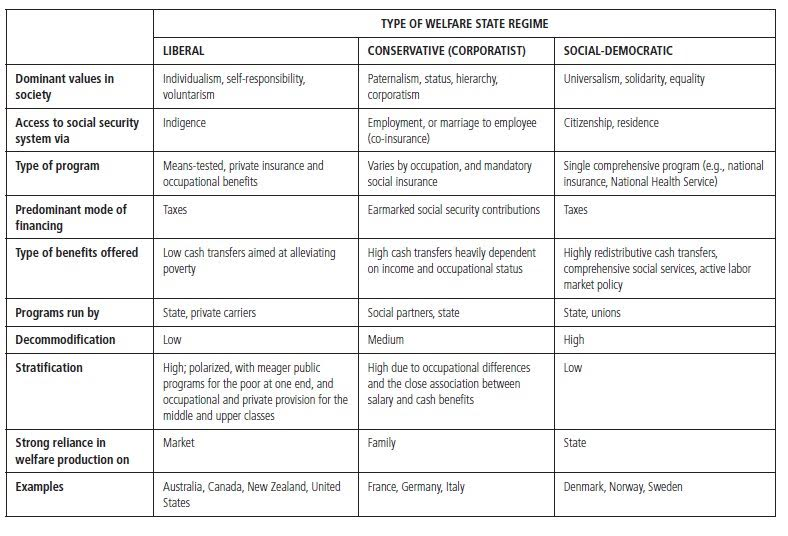 TYPE OF WELFARE STATE REGIME
LIBERAL
CONSERVATIVE (CORPORATIST)
SOCIAL-DEMOCRATIC
Dominant values in
society
Individualism, self-responsibility,
voluntarism
Paternalism, status, hierarchy,
corporatism
Universalism, solidarity, equality
Access to social security
system via
Indigence
Employment, or marriage to employee
(co-insurance)
Citizenship, residence
Type of program
Means-tested, private insurance and
occupational benefits
Varies by occupation, and mandatory
social insurance
Single comprehensive program (e.g., national
insurance, National Health Service)
Predominant mode of
financing
Taxes
Earmarked social security contributions
Taxes
Type of benefits offered
Low cash transfers aimed at alleviating
poverty
High cash transfers heavily dependent
on income and occupational status
Highly redistributive cash transfers,
comprehensive social services, active labor
market policy
Programs run by
State, private carriers
Social partners, state
State, unions
Decommodification
Low
Medium
High
Stratification
High; polarized, with meager public
programs for the poor at one end, and
occupational and private provision for the
middle and upper classes
High due to occupational differences
and the close association between
salary and cash benefits
Low
Strong reliance in
welfare production on
Market
Family
State
Examples
Australia, Canada, New Zealand, United
States
France, Germany, Italy
Denmark, Norway, Sweden